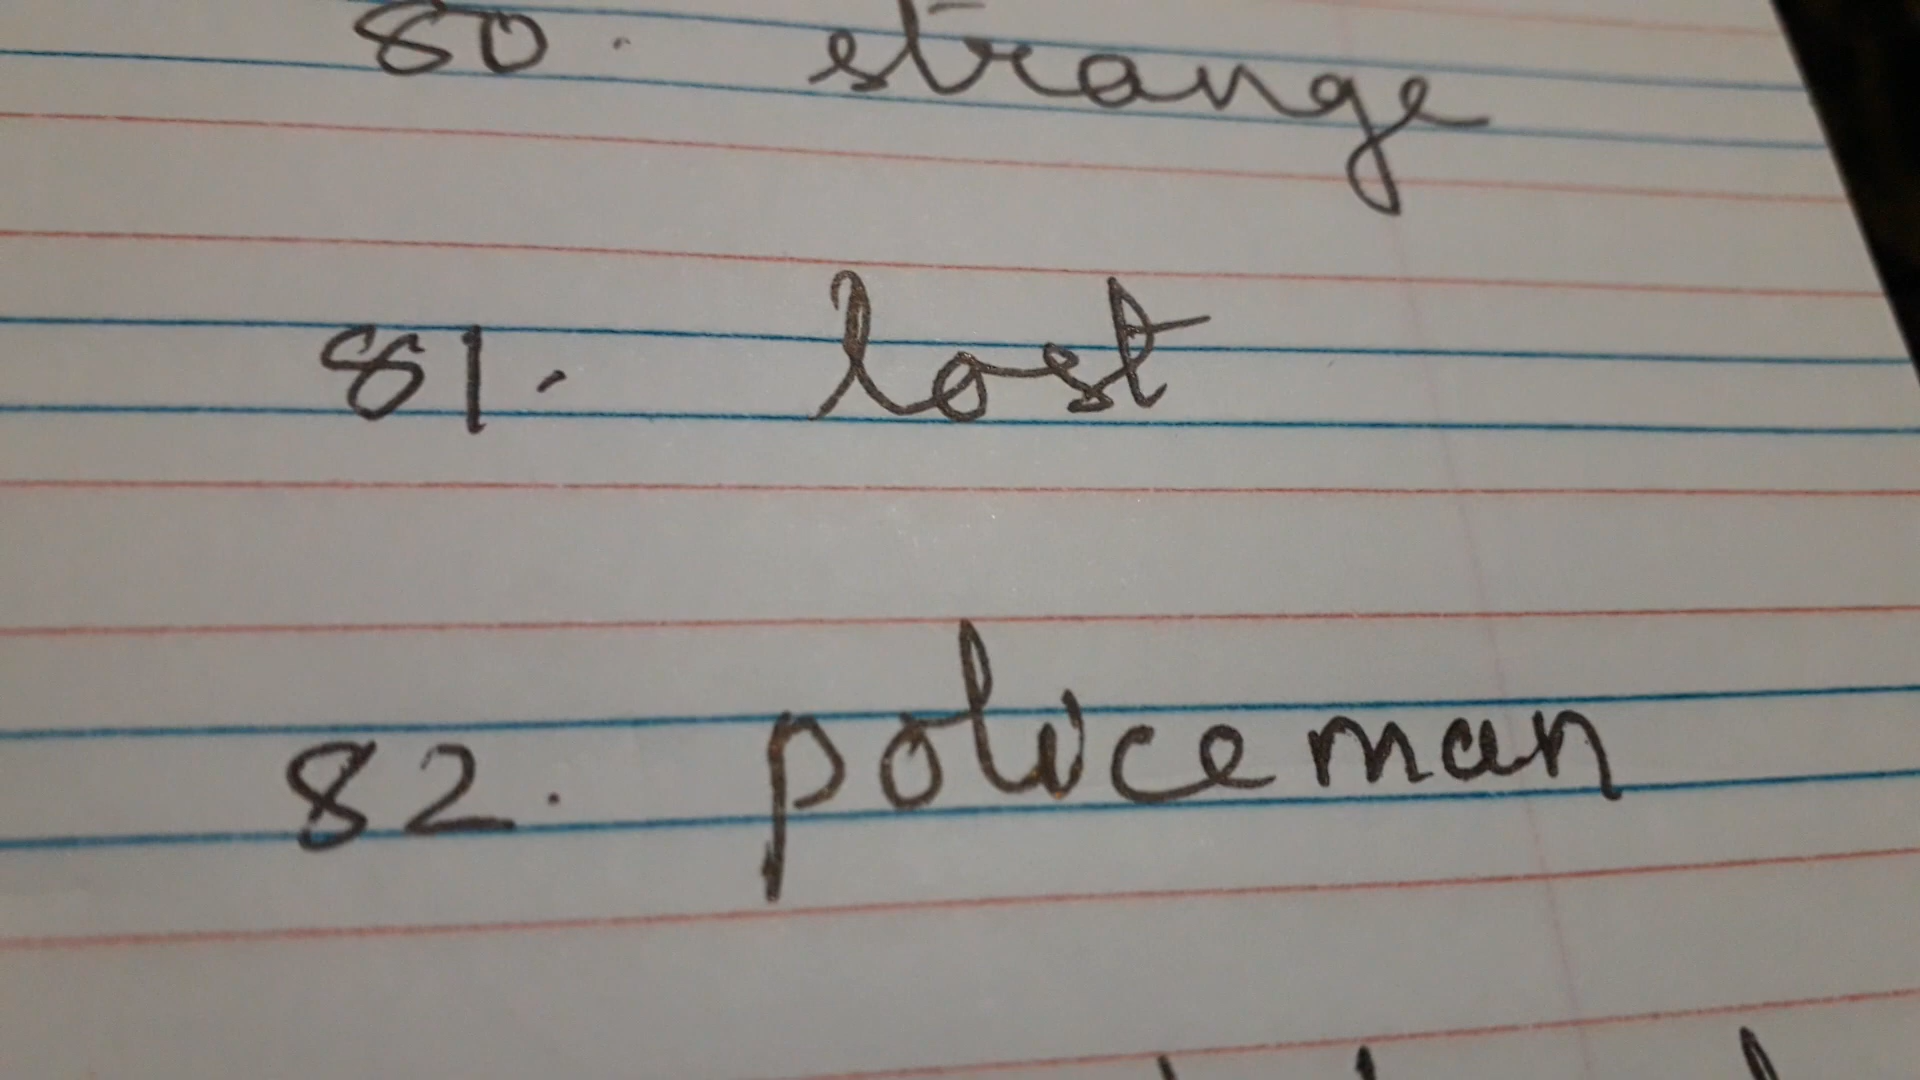 80. strange
81. lost
82. policeman